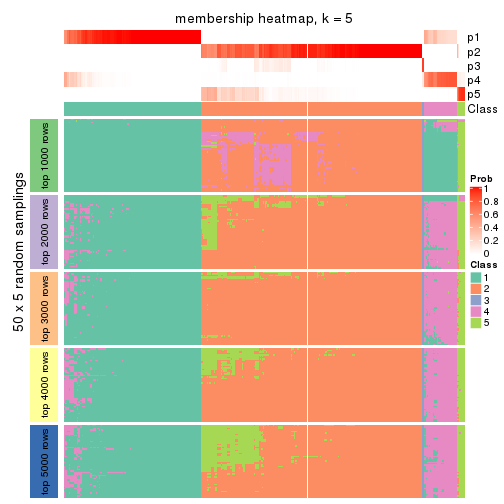 membership heatmap, k = 5
p1
p2
p3
p4
p5
Class
50 x 5 random samplings
top 1000 rows
top 2000 rows
top 3000 rows
top 4000 rows
top 5000 rows
Prob
1
0.8
0.6
0.4
0.2
0
Class
1
2
3
4
5